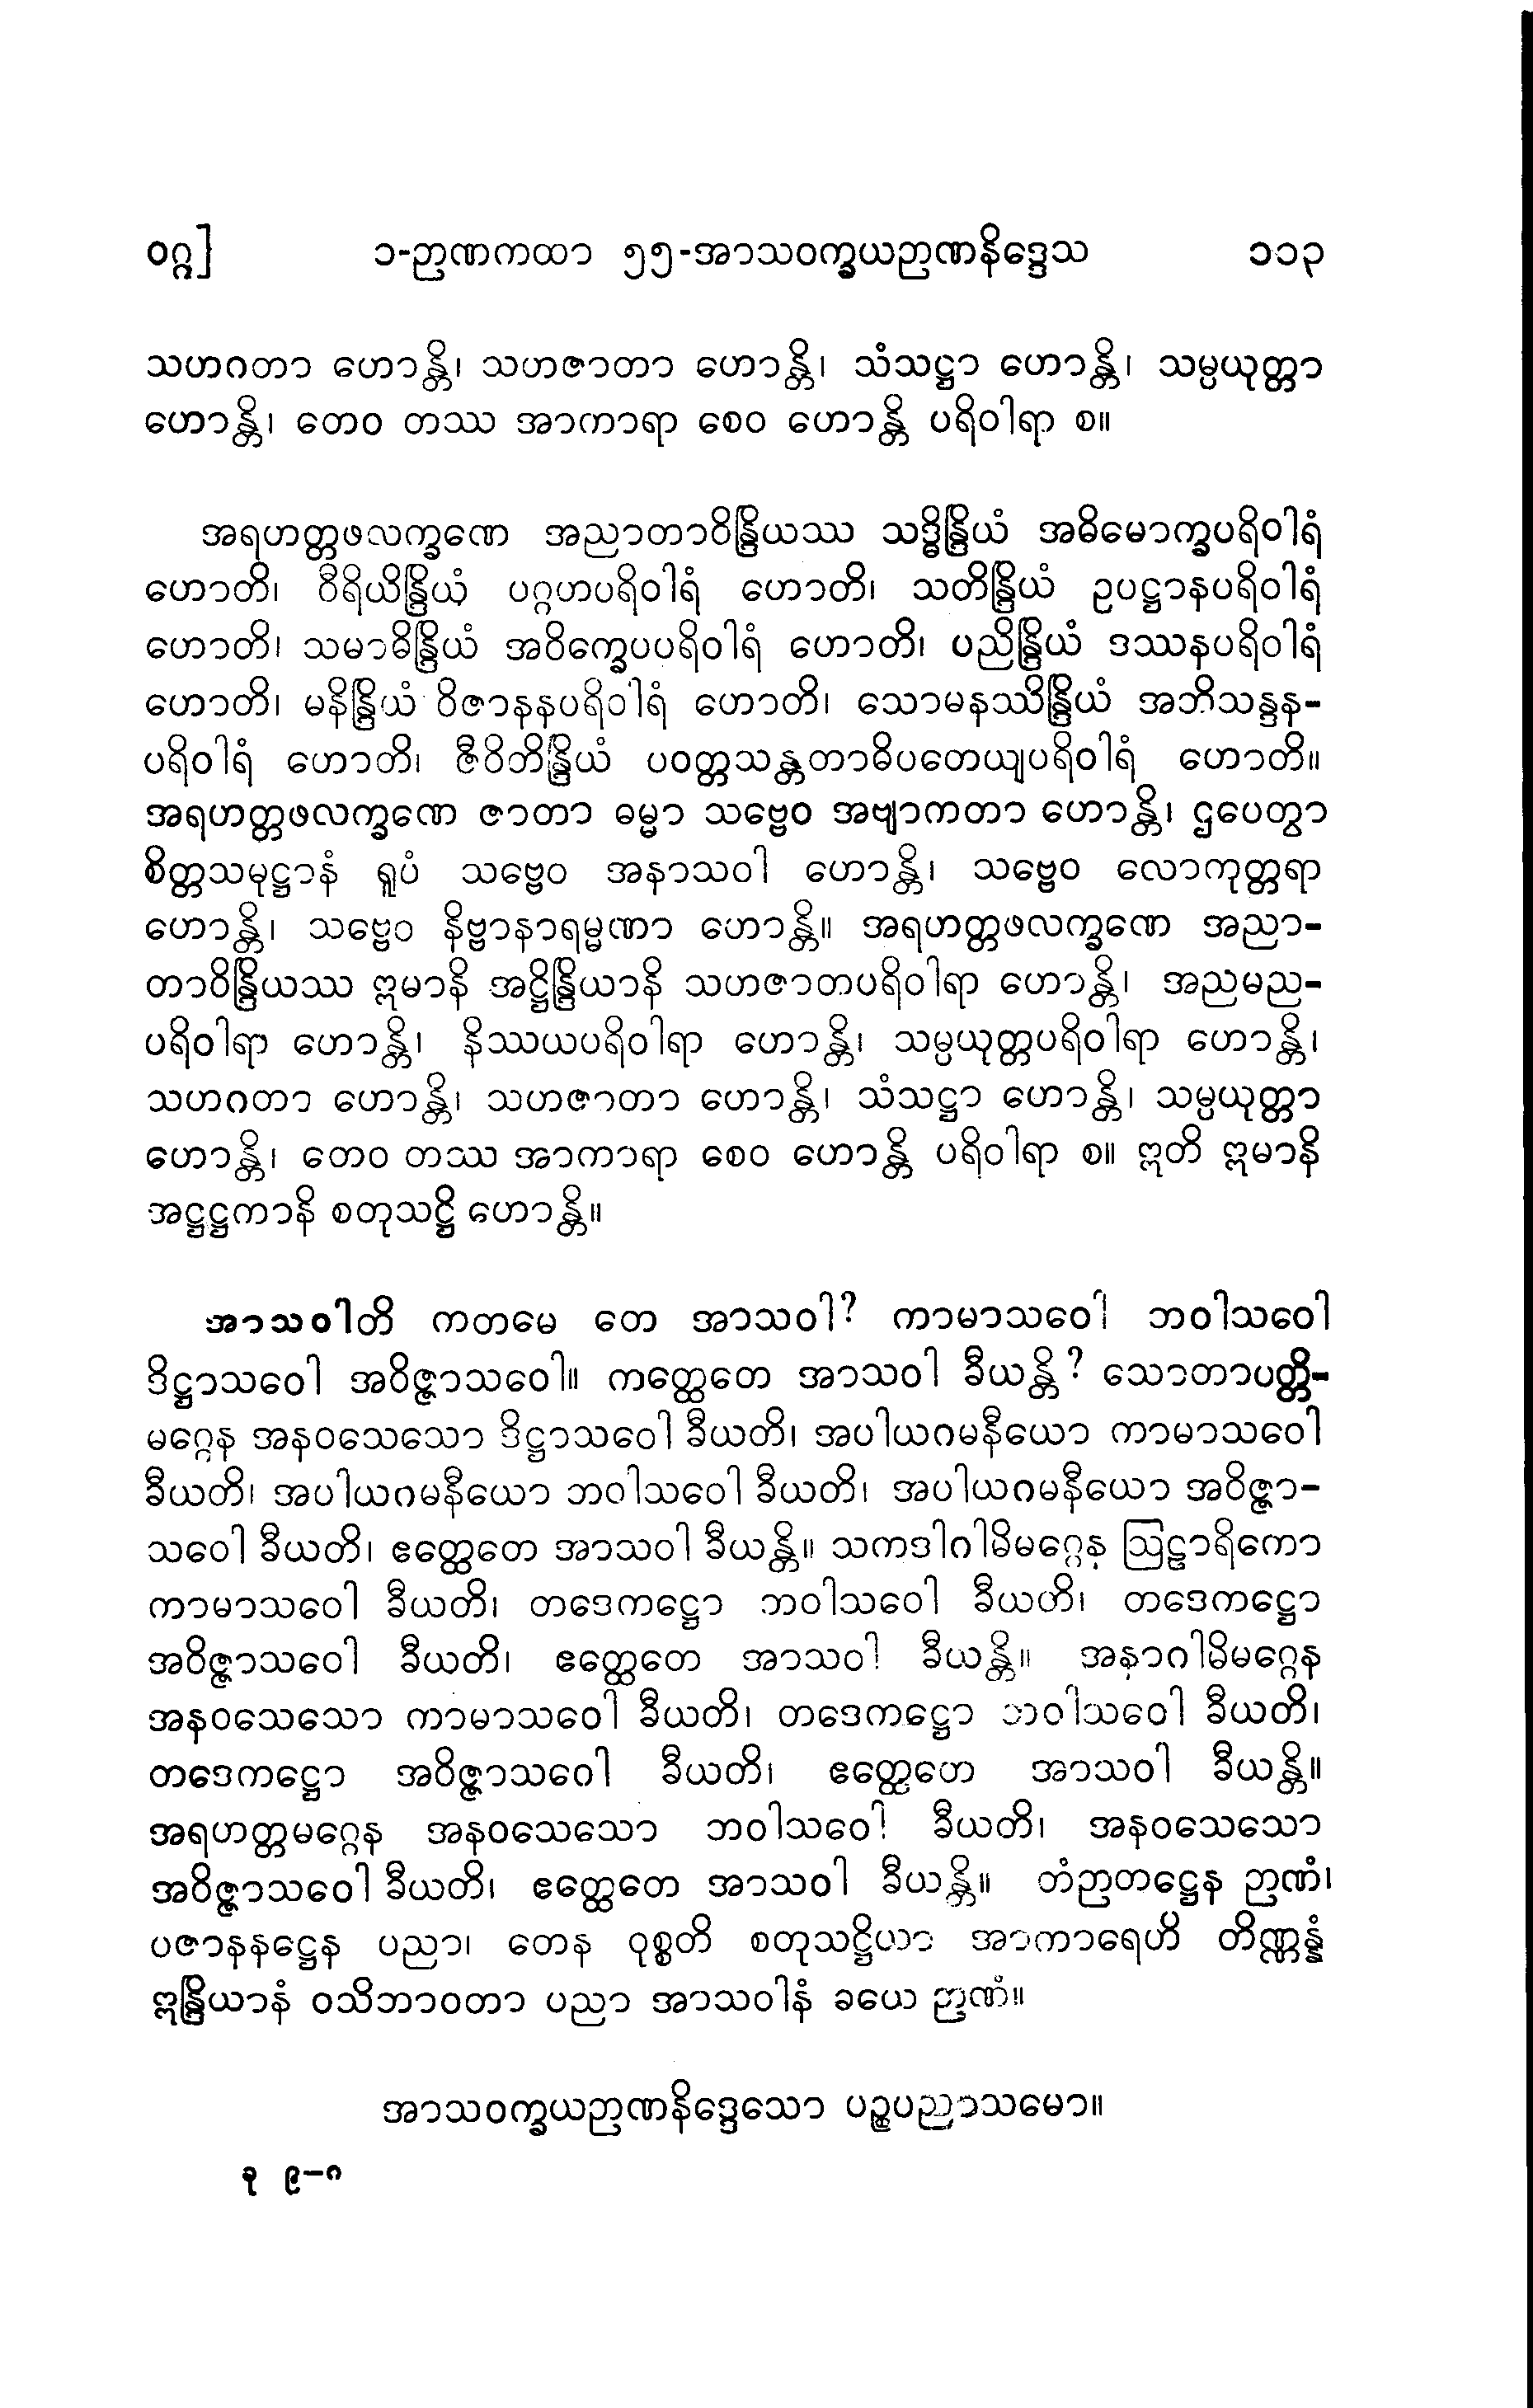 ဝဂ္ဂ] ၁-ဉာဏကထာ ၅၅-အာသဝက္ခယဉာဏနိဒ္ဒေသ ၁၁၃
သဟဂတာ ဟောန္တိ၊ သဟဇာတာ ဟောန္တိ၊ သံသဋ္ဌာ ဟောန္တိ၊ သမ္ပယုတ္တာ
ဟောန္တိ၊ တေဝ တဿ အာကာရာ စေဝ ဟောန္တိ ပရိဝါရာ စ။
အရဟတ္တဖလက္ခဏေ အညာတာဝိန္ဒြိယဿ သဒ္ဓိန္ဒြိယံ အဓိမောက္ခပရိဝါရံ
ဟောတိ၊ ဝီရိယိန္ဒြိယံ ပဂ္ဂဟပရိဝါရံ ဟောတိ၊ သတိန္ဒြိယံ ဥပဋ္ဌာနပရိဝါရံ
ဟောတိ၊ သမာဓိန္ဒြိယံ အဝိက္ခေပပရိဝါရံ ဟောတိ၊ ပညိန္ဒြိယံ ဒဿနပရိဝါရံ
ဟောတိ၊ မနိန္ဒြိယံ ဝိဇာနနပရိဝါရံ ဟောတိ၊ သောမနဿိန္ဒြိယံ အဘိသန္ဒန-
ပရိဝါရံ ဟောတိ၊ ဇီဝိတိန္ဒြိယံ ပဝတ္တသန္တတာဓိပတေယျပရိဝါရံ ဟောတိ။
အရဟတ္တဖလက္ခဏေ ဇာတာ ဓမ္မာ သဗ္ဗေဝ အဗျာကတာ ဟောန္တိ၊ ဌပေတွာ
စိတ္တသမုဋ္ဌာနံ ရူပံ သဗ္ဗေဝ အနာသဝါ ဟောန္တိ၊ သဗ္ဗေဝ လောကုတ္တရာ
ဟောန္တိ၊ သဗ္ဗေဝ နိဗ္ဗာနာရမ္မဏာ ဟောန္တိ။ အရဟတ္တဖလက္ခဏေ အညာ-
တာဝိန္ဒြိယဿ ဣမာနိ အဋ္ဌိန္ဒြိယာနိ သဟဇာတပရိဝါရာ ဟောန္တိ၊ အညမည-
ပရိဝါရာ ဟောန္တိ၊ နိဿယပရိဝါရာ ဟောန္တိ၊ သမ္ပယုတ္တပရိဝါရာ ဟောန္တိ၊
သဟဂတာ ဟောန္တိ၊ သဟဇာတာ ဟောန္တိ၊ သံသဋ္ဌာ ဟောန္တိ၊ သမ္ပယုတ္တာ
ဟောန္တိ၊ တေဝ တဿ အာကာရာ စေဝ ဟောန္တိ ပရိဝါရာ စ။ ဣတိ ဣမာနိ
အဋ္ဌဋ္ဌကာနိ စတုသဋ္ဌိ ဟောန္တိ။
အာသဝါတိ ကတမေ တေ အာသဝါ? ကာမာသဝေါ ဘဝါသဝေါ
ဒိဋ္ဌာသဝေါ အဝိဇ္ဇာသဝေါ။ ကတ္ထေတေ အာသဝါ ခီယန္တိ? သောတာပတ္တိ-
မဂ္ဂေန အနဝသေသော ဒိဋ္ဌာသဝေါ ခီယတိ၊ အပါယဂမနီယော ကာမာသဝေါ
ခီယတိ၊ အပါယဂမနီယော ဘဝါသဝေါ ခီယတိ၊ အပါယဂမနီယော အဝိဇ္ဇာ-
သဝေါ ခီယတိ၊ ဧတ္ထေတေ အာသဝါ ခီယန္တိ။ သကဒါဂါမိမဂ္ဂေန ဩဠာရိကော
ကာမာသဝေါ ခီယတိ၊ တဒေကဋ္ဌော ဘဝါသဝေါ ခီယတိ၊ တဒေကဋ္ဌော
အဝိဇ္ဇာသဝေါ ခီယတိ၊ ဧတ္ထေတေ အာသဝါ ခီယန္တိ။ အနာဂါမိမဂ္ဂေန
အနဝသေသော ကာမာသဝေါ ခီယတိ၊ တဒေကဋ္ဌော ဘဝါသဝေါ ခီယတိ၊
တဒေကဋ္ဌော အဝိဇ္ဇာသဝေါ ခီယတိ၊ ဧတ္ထေတေ အာသဝါ ခီယန္တိ။
အရဟတ္တမဂ္ဂေန အနဝသေသော ဘဝါသဝေါ ခီယတိ၊ အနဝသေသော
အဝိဇ္ဇာသဝေါ ခီယတိ၊ ဧတ္ထေတေ အာသဝါ ခီယန္တိ။ တံဉာတဋ္ဌေန ဉာဏံ၊
ပဇာနနဋ္ဌေန ပညာ၊ တေန ဝုစ္စတိ စတုသဋ္ဌိယာ အာကာရေဟိ တိဏ္ဏန္နံ
ဣန္ဒြိယာနံ ဝသိဘာဝတာ ပညာ အာသဝါနံ ခယေ ဉာဏံ။
အာသဝက္ခယဉာဏနိဒ္ဒေသော ပဉ္စပညာသမော။
ခု ၉-၈